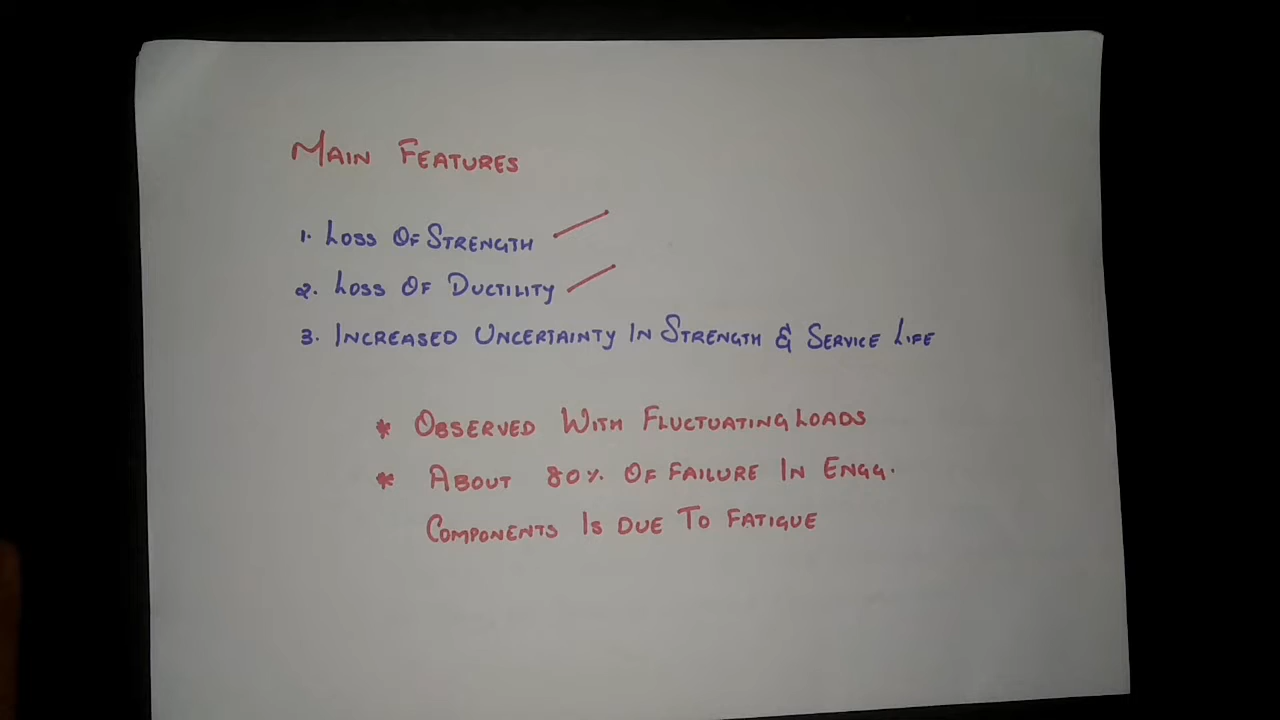 MAIN FEATURES
1. LOSS OF STRENGTH
2. LOSS OF DUCTILITY
3. INCREASED UNCERTAINTY IN STRENGTH & SERVICE LIFE
* OBSERVED WITH FLUCTUATING LOADS
* ABOUT 80% OF FAILURE IN ENGG.
COMPONENTS IS DUE TO FATIGUE